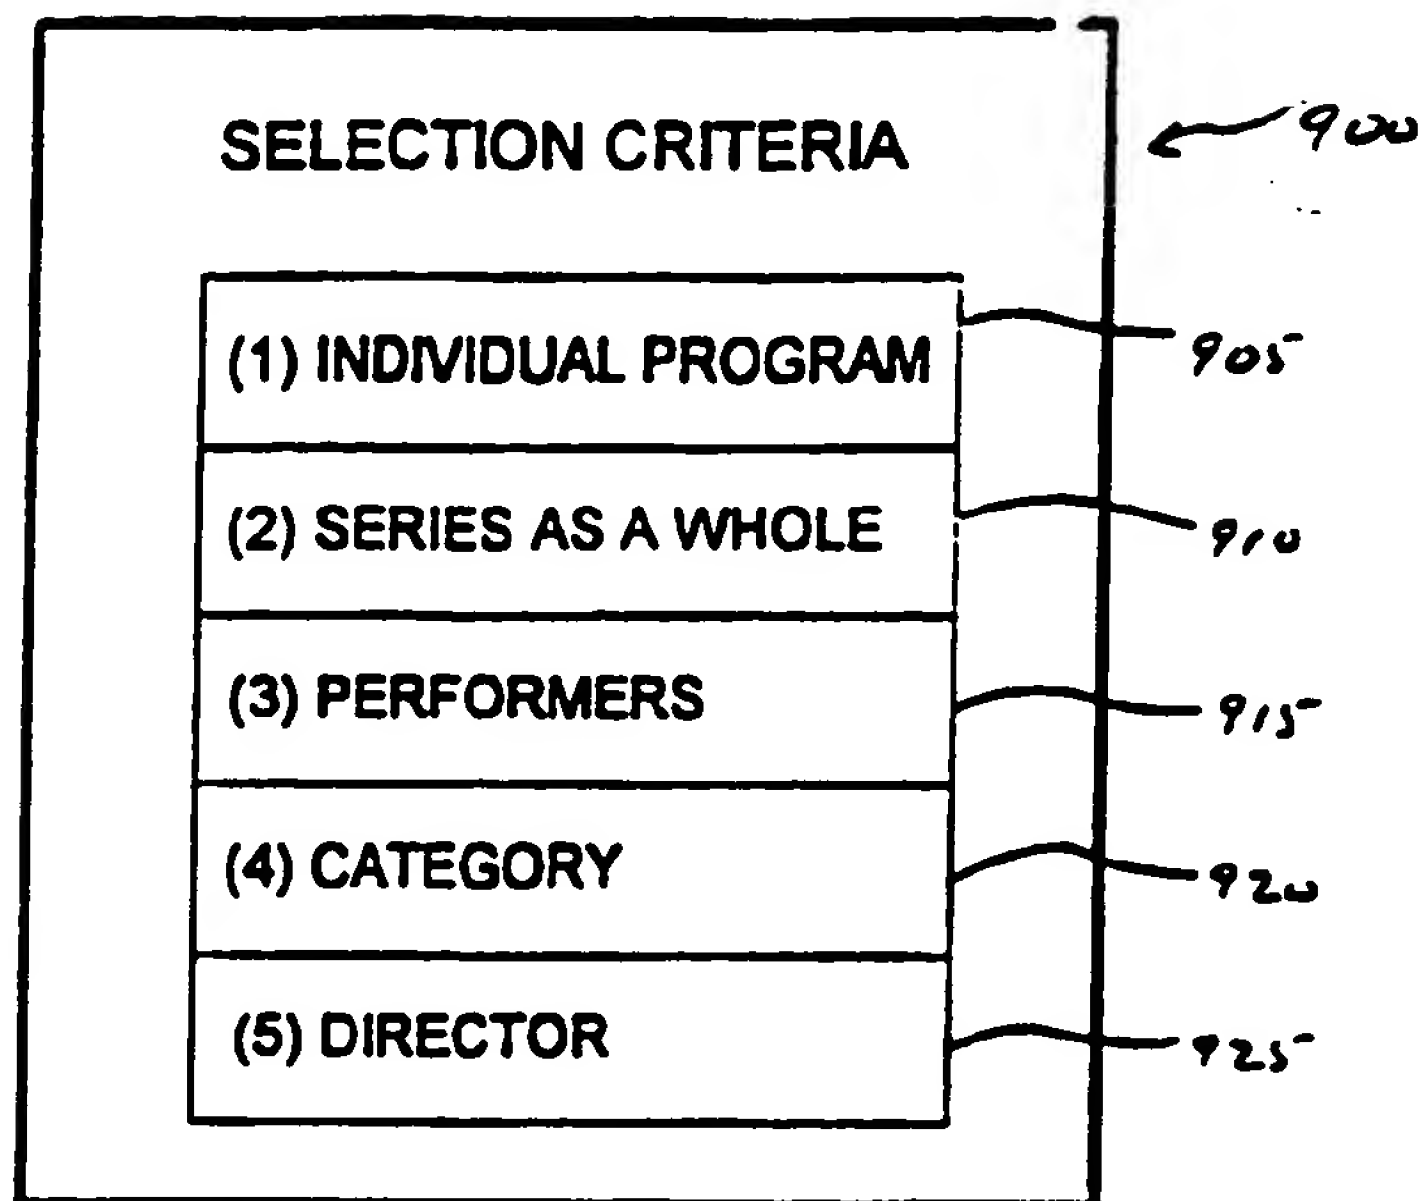 SELECTION CRITERIA
900
(1) INDIVIDUAL PROGRAM
905
(2) SERIES AS A WHOLE
910
(3) PERFORMERS
915
(4) CATEGORY
920
(5) DIRECTOR
925